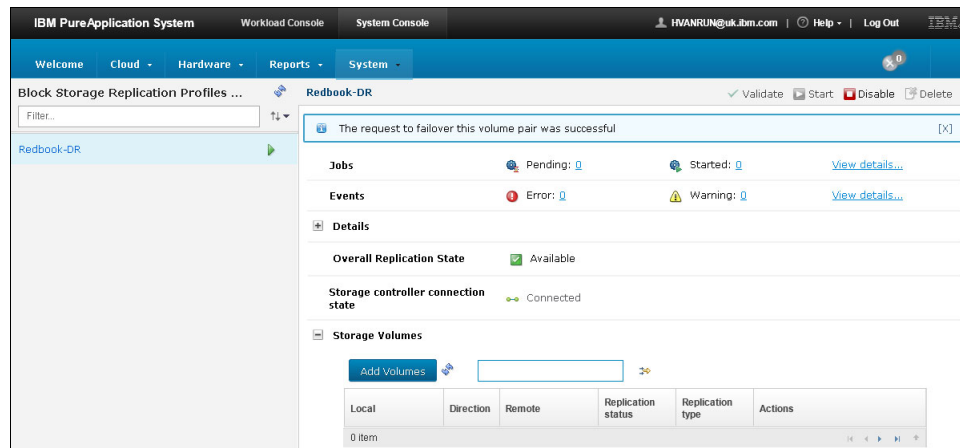 IBM PureApplication System Workload Console System Console HVANRUN@uk.ibm.com | Help | Log Out IBM
Welcome Cloud Hardware Reports System 0
Block Storage Replication Profiles ... Redbook-DR Validate Start Disable Delete
Filter...
The request to failover this volume pair was successful [X]
Redbook-DR
Jobs Pending: 0 Started: 0 View details...
Events Error: 0 Warning: 0 View details...
Details
Overall Replication State Available
Storage controller connection state Connected
Storage Volumes
Add Volumes
Local Direction Remote Replication status Replication type Actions
0 item